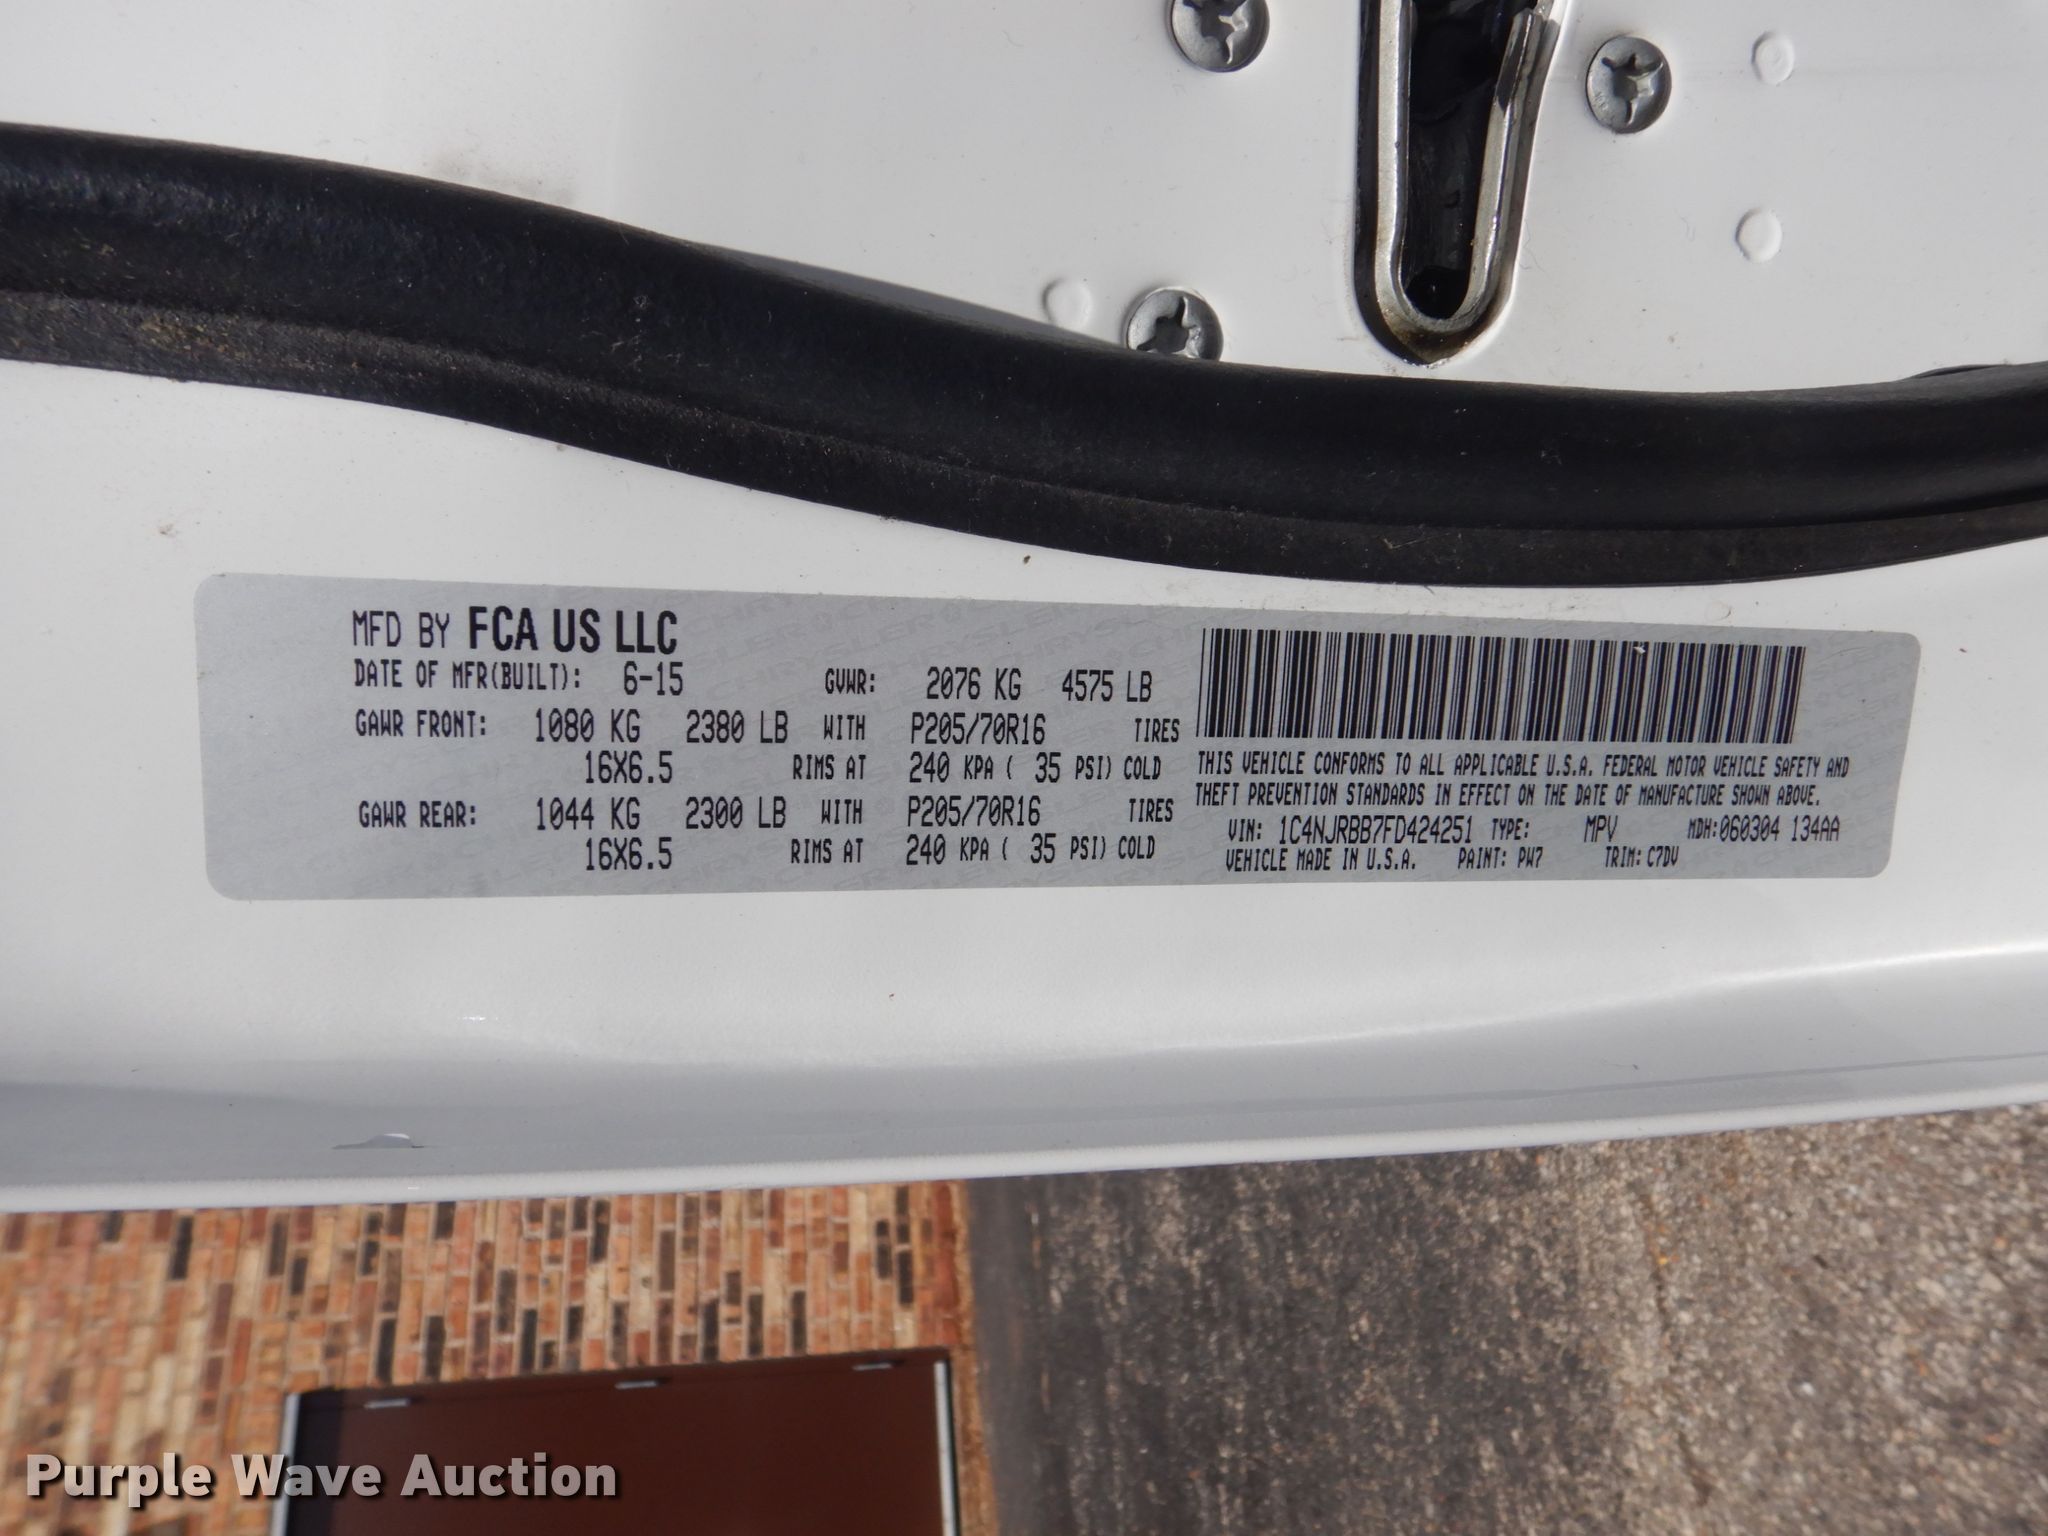 MFD BY FCA US LLC
DATE OF MFR(BUILT): 6-15 GVWR: 2076 KG 4575 LB
GAWR FRONT: 1080 KG 2380 LB WITH P205/70R16 TIRES
16X6.5 RIMS AT 240 KPA ( 35 PSI) COLD
GAWR REAR: 1044 KG 2300 LB WITH P205/70R16 TIRES
16X6.5 RIMS AT 240 KPA ( 35 PSI) COLD
THIS VEHICLE CONFORMS TO ALL APPLICABLE U.S.A. FEDERAL MOTOR VEHICLE SAFETY AND
THEFT PREVENTION STANDARDS IN EFFECT ON THE DATE OF MANUFACTURE SHOWN ABOVE.
VIN: 1C4NJRBB7FD424251 TYPE: MPV MDH:060304 134AA
VEHICLE MADE IN U.S.A. PAINT: PW7 TRIM: C7DV
Purple Wave Auction